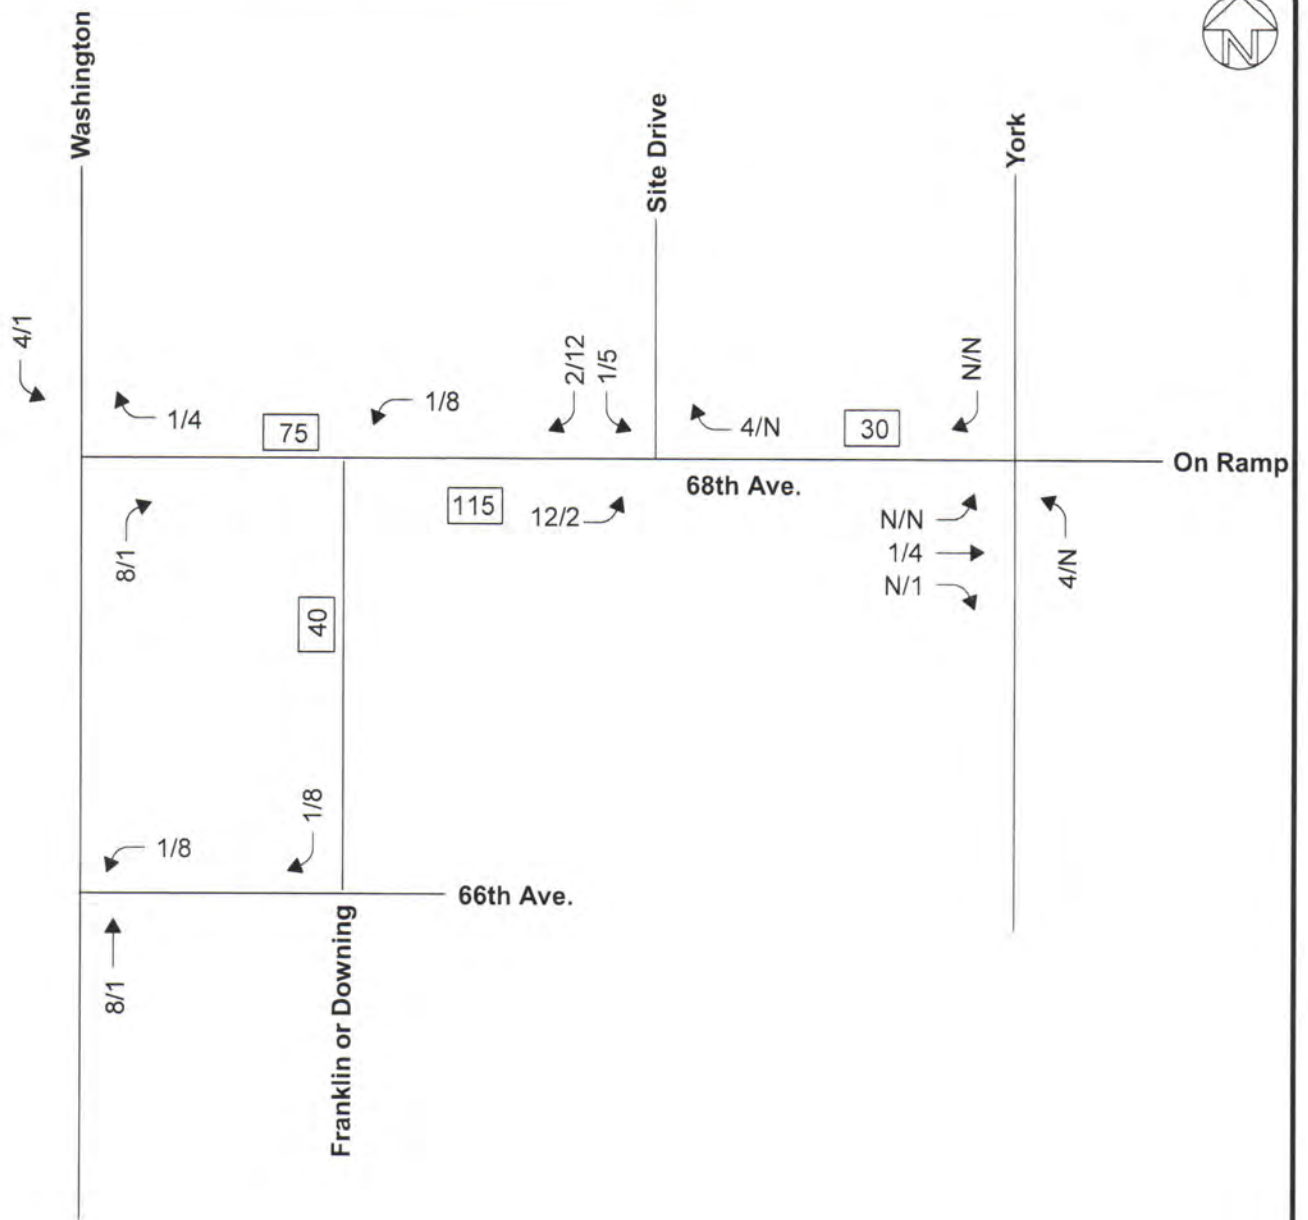 N
Washington
Site Drive
York
4/1
1/4
75
1/8
2/12
1/5
4/N
30
N/N
On Ramp
68th Ave.
8/1
115
12/2
N/N
1/4
N/1
4/N
40
1/8
1/8
66th Ave.
8/1
Franklin or Downing